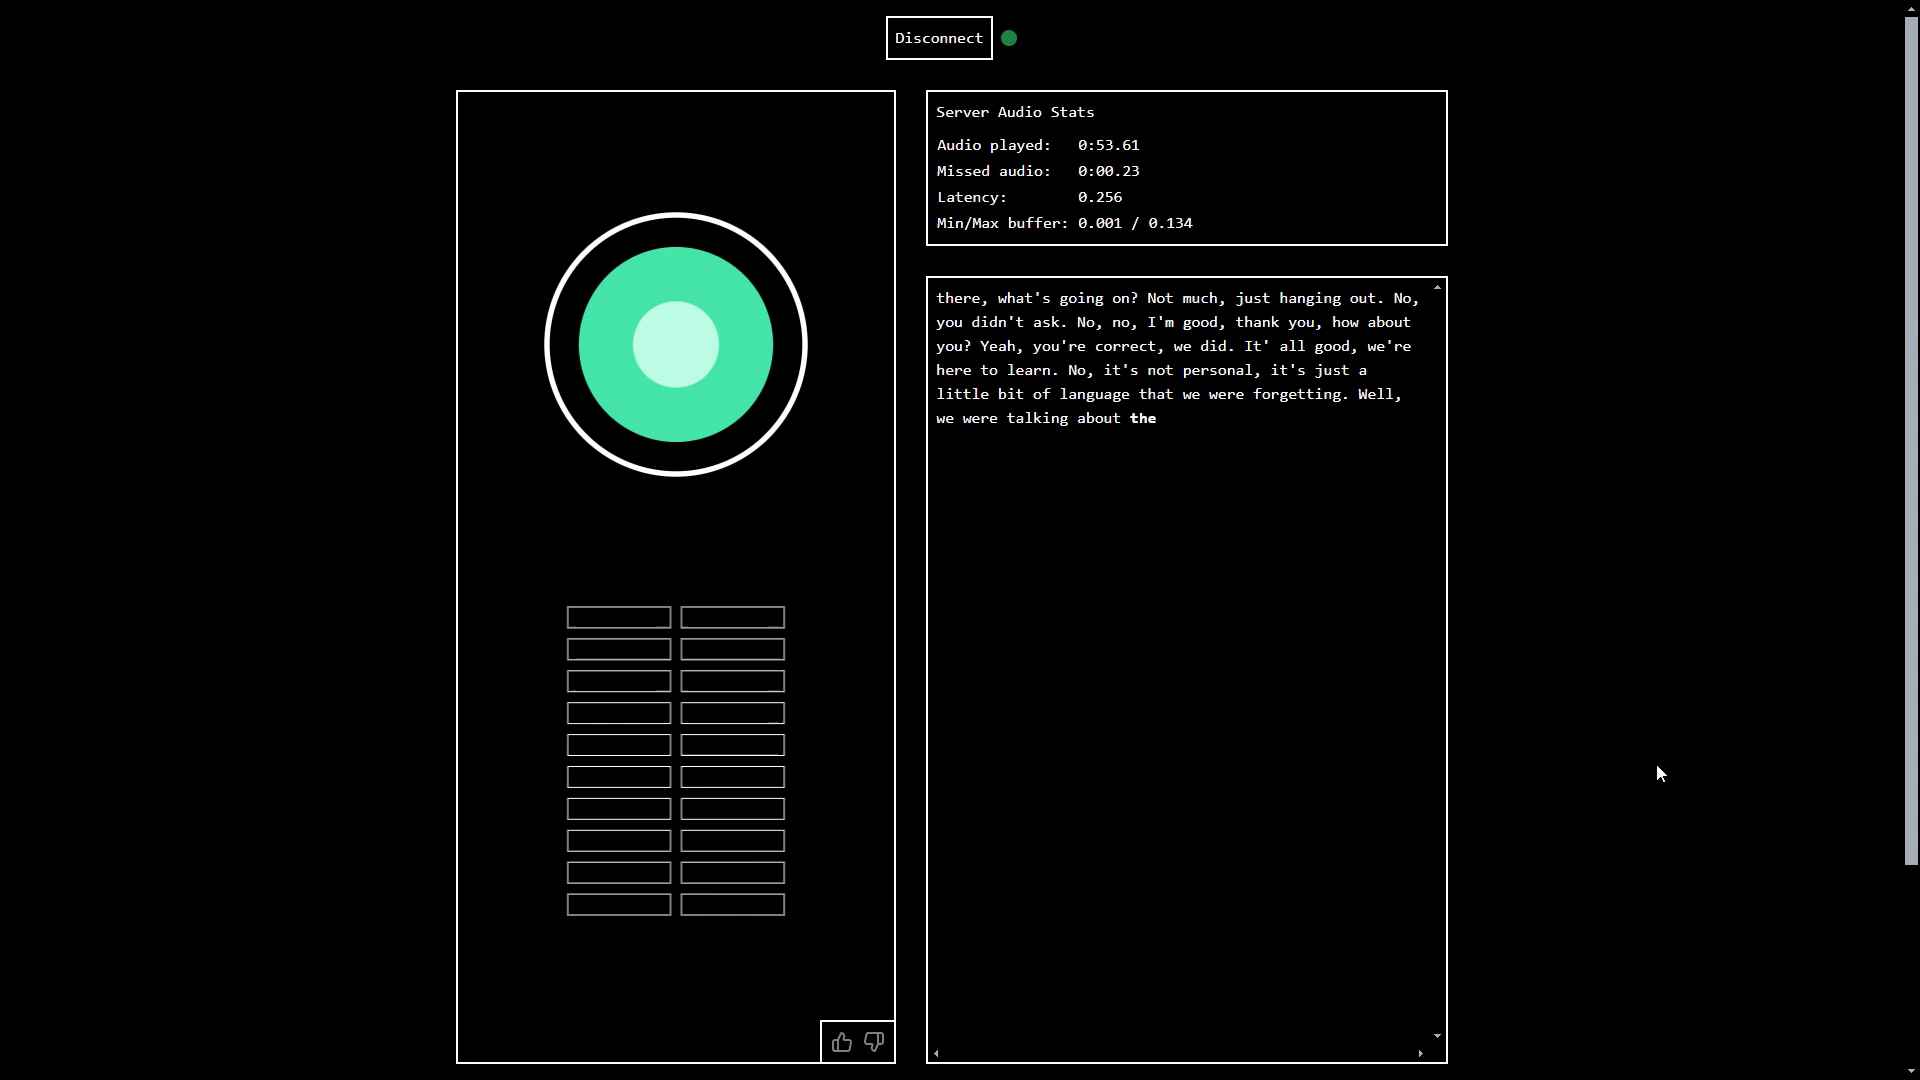 Disconnect
Server Audio Stats
Audio played: 0:53.61
Missed audio: 0:00.23
Latency: 0.256
Min/Max buffer: 0.001 / 0.134
there, what's going on? Not much, just hanging out. No,
you didn't ask. No, no, I'm good, thank you, how about
you? Yeah, you're correct, we did. It' all good, we're
here to learn. No, it's not personal, it's just a
little bit of language that we were forgetting. Well,
we were talking about the